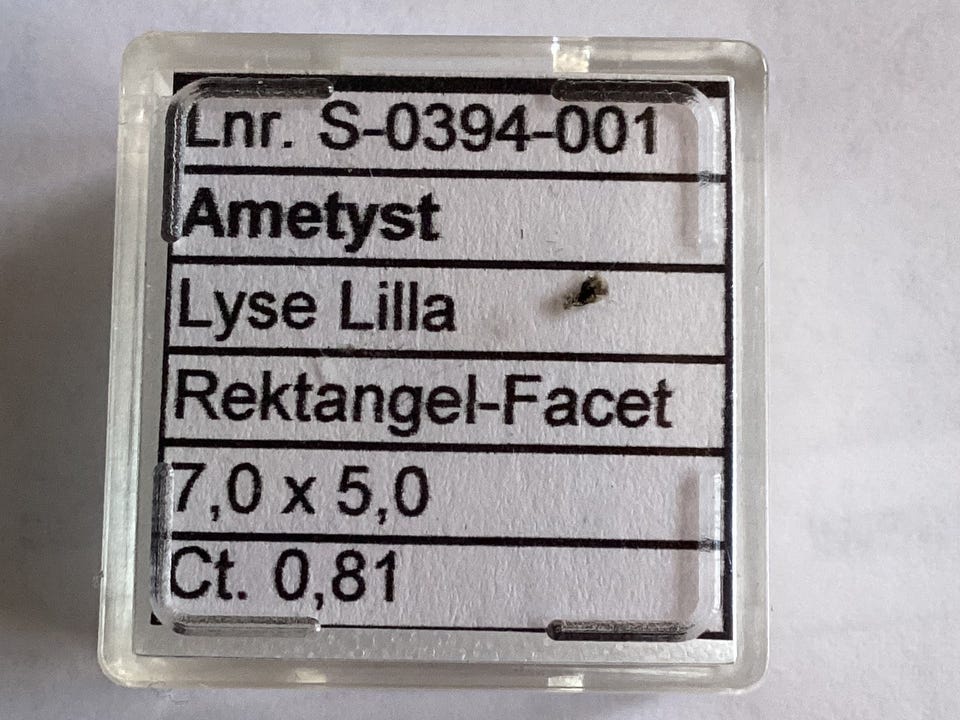 Lnr. S-0394-001
Ametyst
Lyse Lilla
Rektangel-Facet
7,0 x 5,0
Ct. 0,81